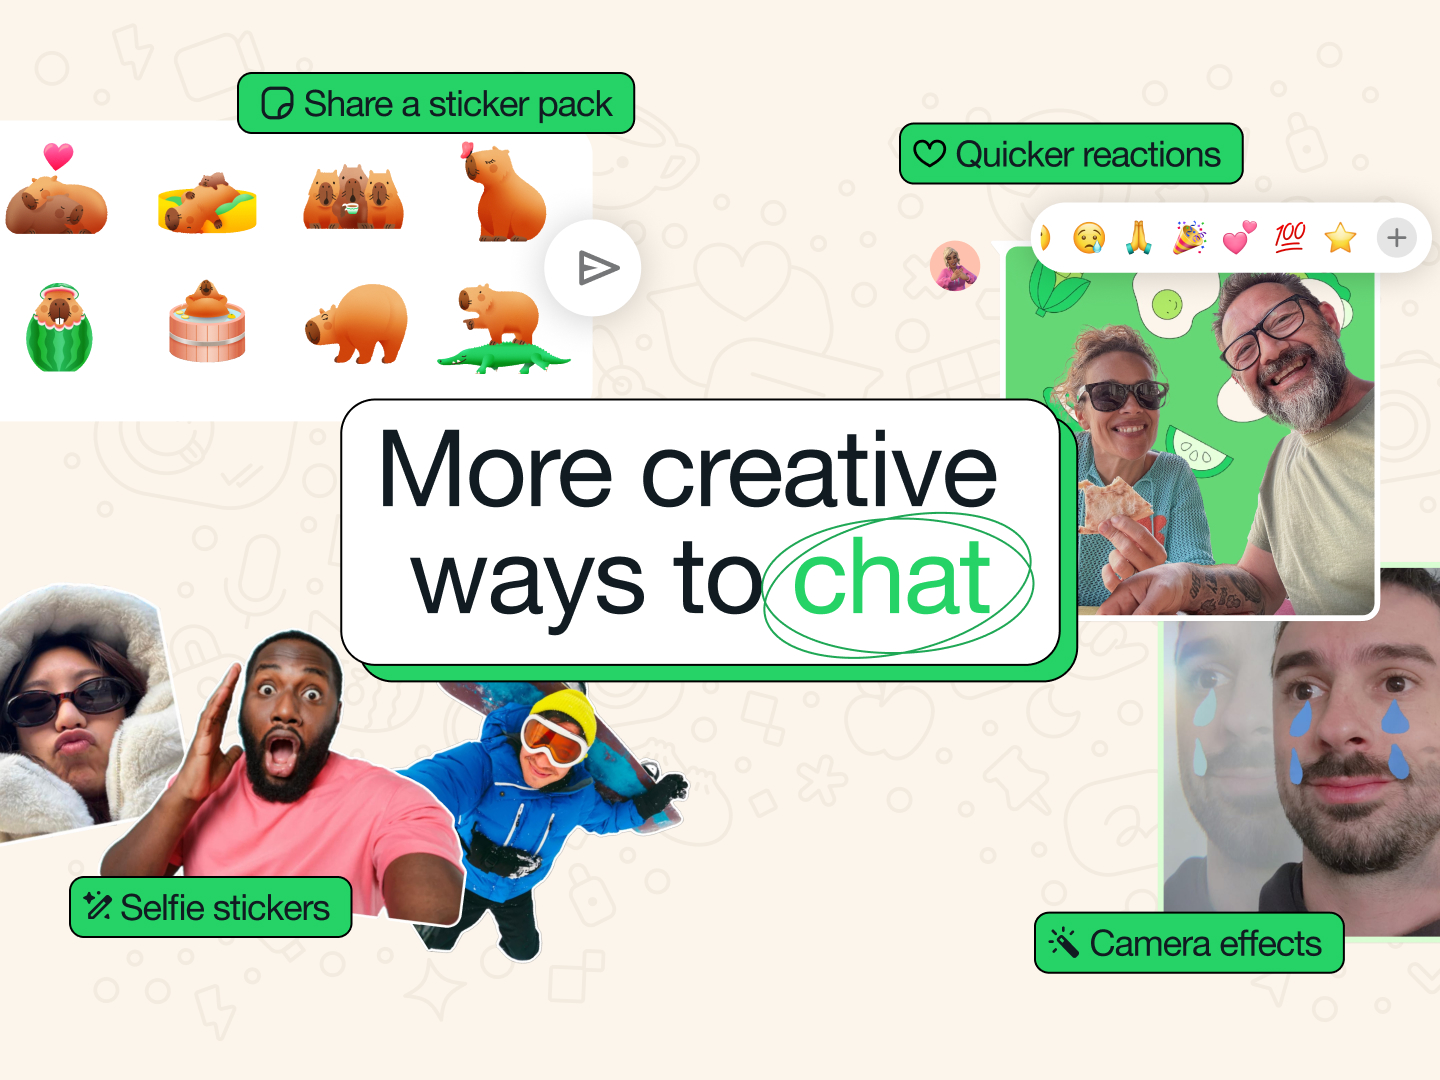 Share a sticker pack
Quicker reactions
100
More creative
ways to chat
Selfie stickers
Camera effects